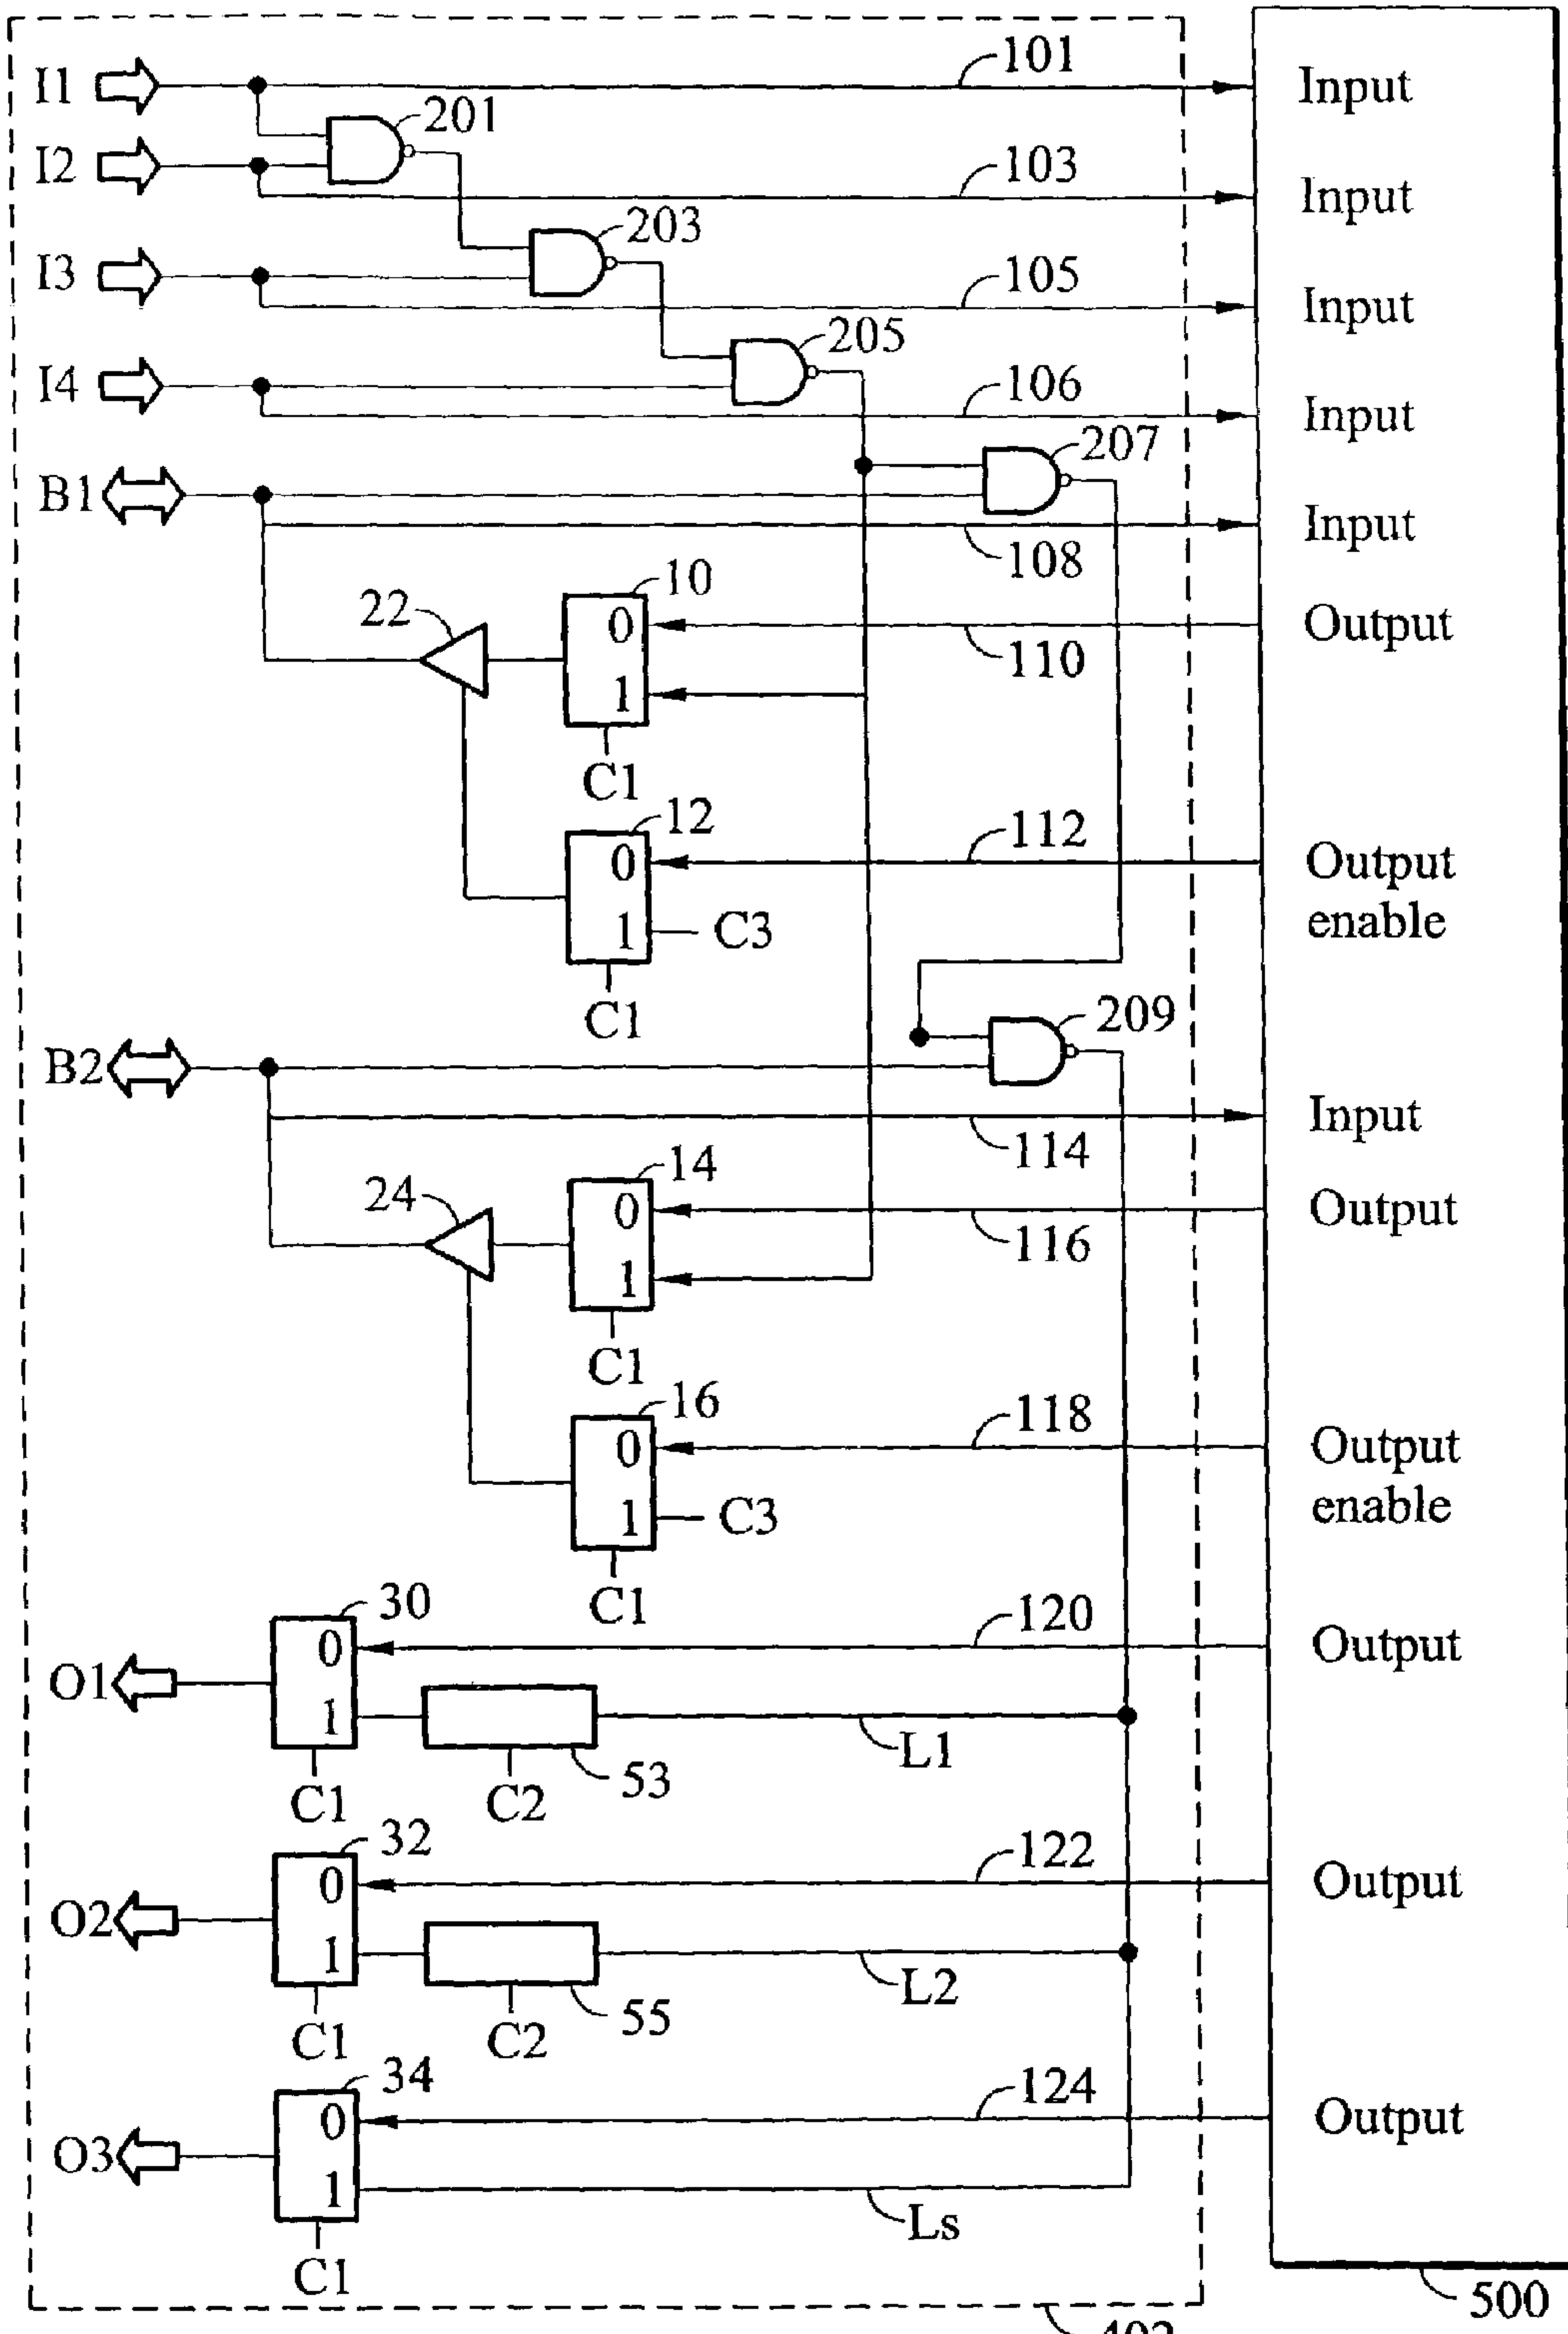 I1 101 Input
201
I2 103 Input
203
I3 105 Input
205
I4 106 Input
207
B1 108 Input
10
22 0 110 Output
1
C1
12
0 112 Output
enable
1 C3
C1
209
B2
114 Input
14
24 0 116 Output
1
C1
16
0 118 Output
enable
1 C3
C1
30
0 120 Output
O1
1 53 L1
C1 C2
32
0 122 Output
O2
1 55 L2
C1 C2
34
0 124 Output
O3
1 Ls
C1
500